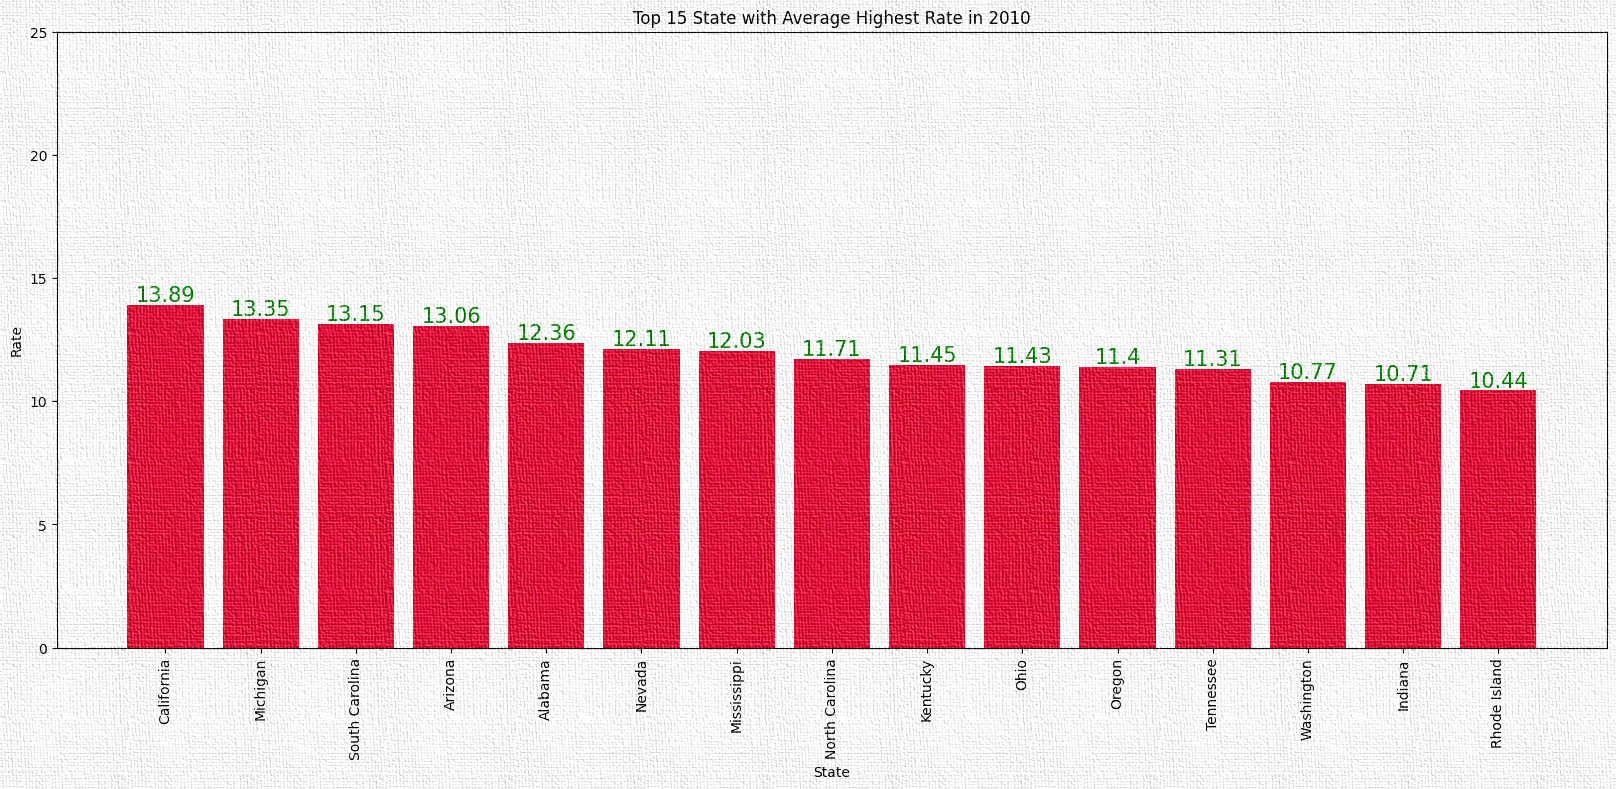 Top 15 State with Average Highest Rate in 2010
Rate
25
20
15
10
5
0
13.89
13.35
13.15
13.06
12.36
12.11
12.03
11.71
11.45
11.43
11.4
11.31
10.77
10.71
10.44
California
Michigan
South Carolina
Arizona
Alabama
Nevada
Mississippi
North Carolina
Kentucky
Ohio
Oregon
Tennessee
Washington
Indiana
Rhode Island
State